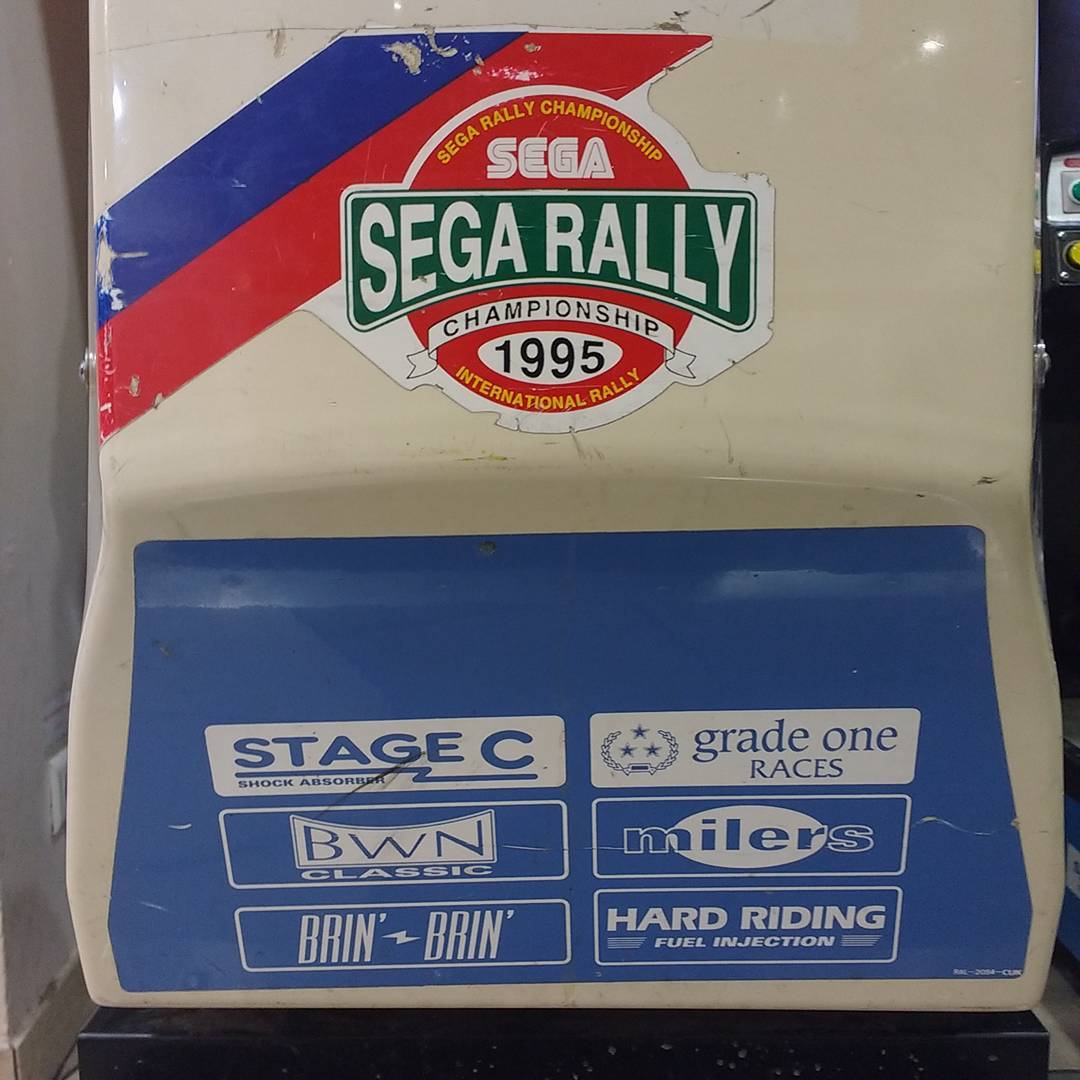 SEGA RALLY CHAMPIONSHIP
SEGA
SEGA RALLY
CHAMPIONSHIP
1995
INTERNATIONAL RALLY
STAGE C
SHOCK ABSORBER
grade one
RACES
BWN
CLASSIC
milers
BRIN' BRIN'
HARD RIDING
FUEL INJECTION